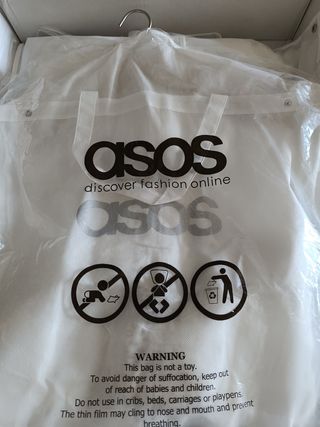 asos
discover fashion online
asos
WARNING
This bag is not a toy.
To avoid danger of suffocation, keep out
of reach of babies and children.
Do not use in cribs, beds, carriages or playpens.
The thin film may cling to nose and mouth and prevent
breathing.